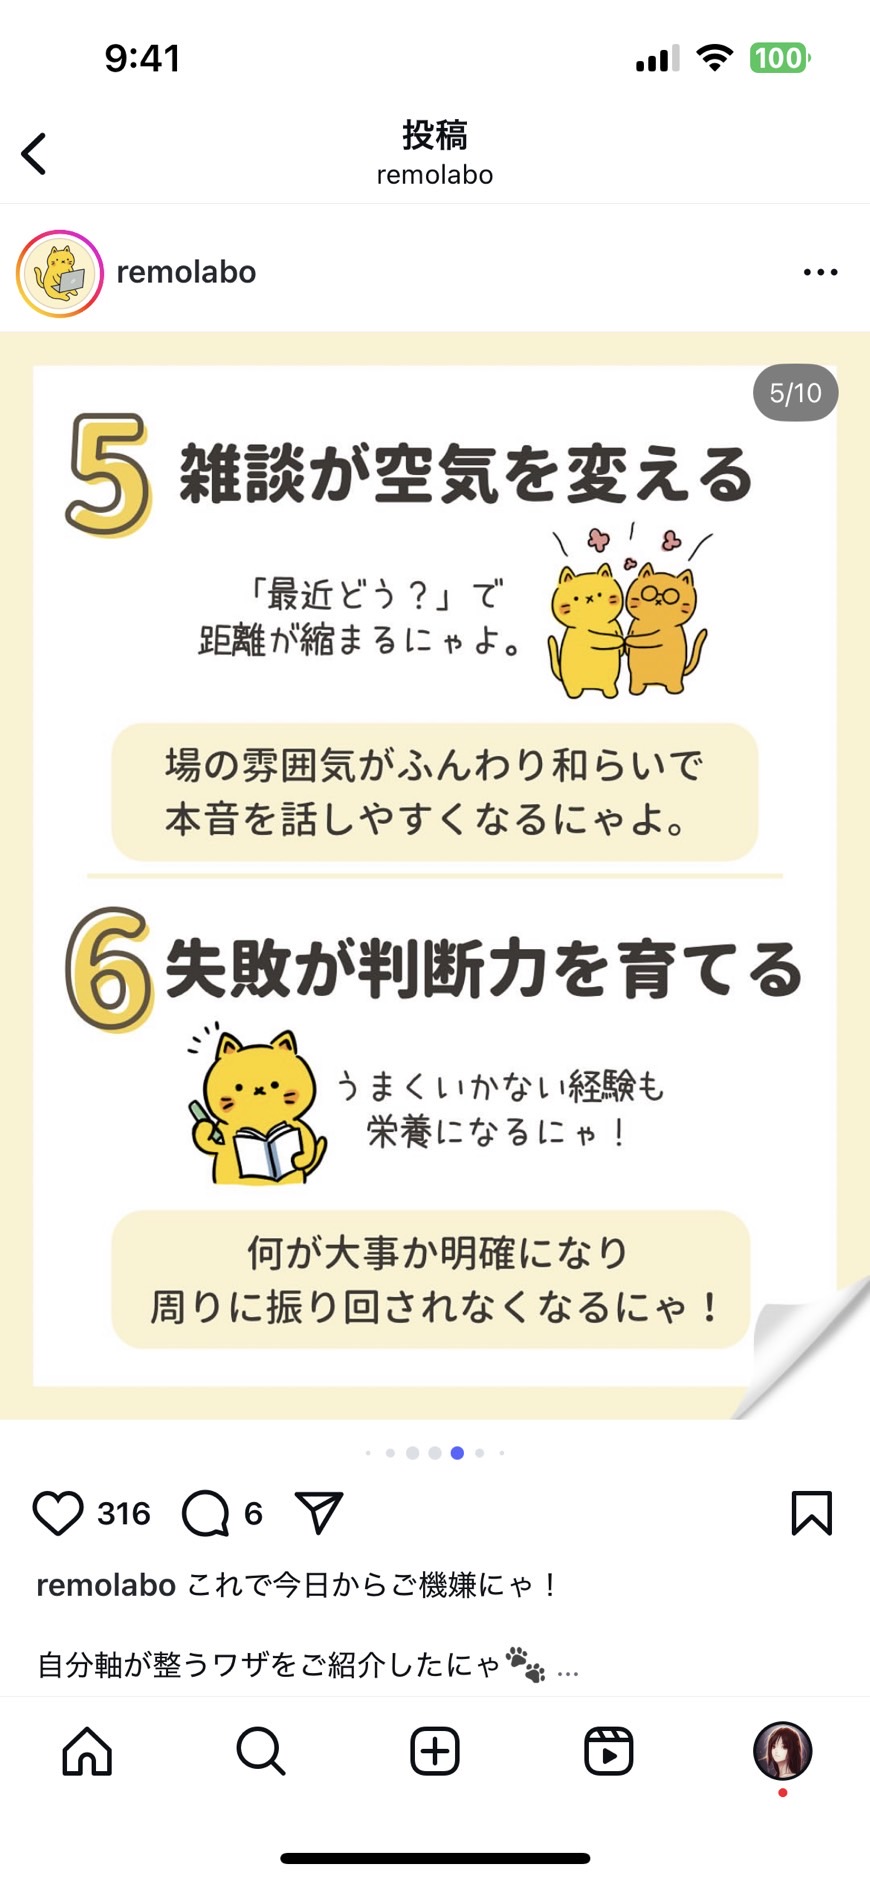 9:41
100
投稿
remolabo
remolabo
5/10
5 雑談が空気を変える
「最近どう？」で
距離が縮まるにゃよ。
場の雰囲気がふんわり和らいで
本音を話しやすくなるにゃよ。
6 失敗が判断力を育てる
うまくいかない経験も
栄養になるにゃ！
何が大事か明確になり
周りに振り回されなくなるにゃ！
316 6
remolabo これで今日からご機嫌にゃ！
自分軸が整うワザをご紹介したにゃ🐾 ...